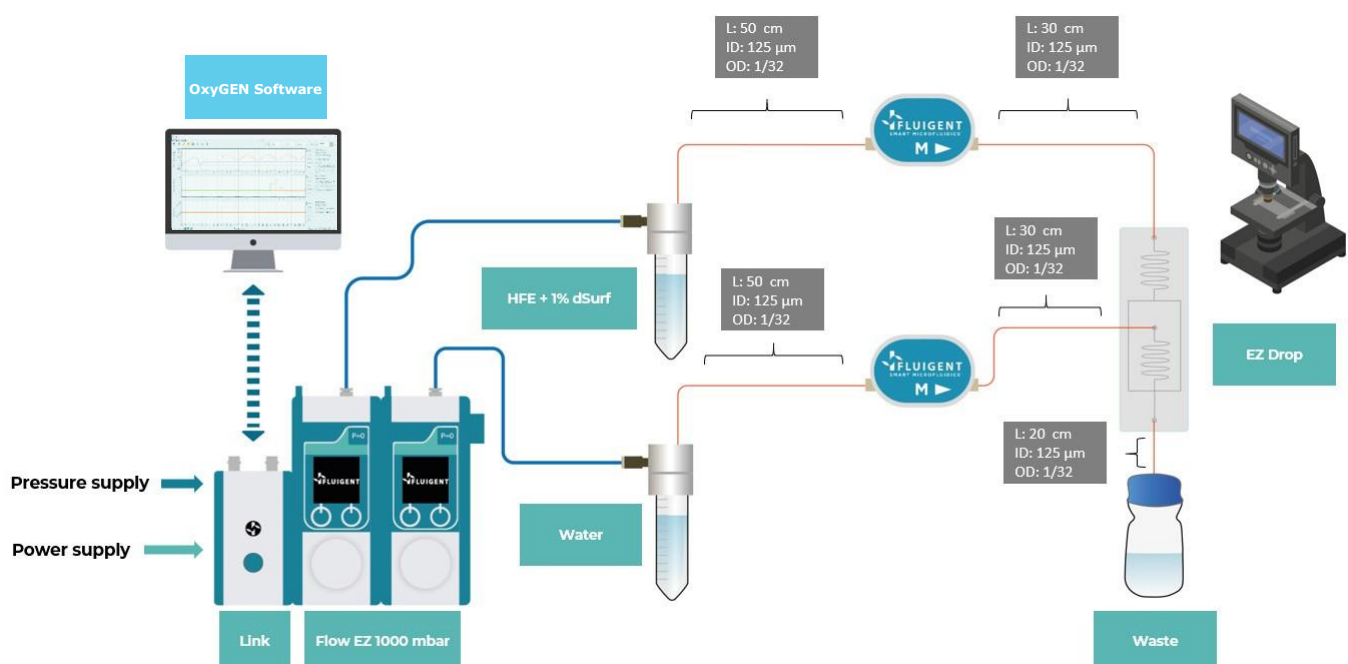 L: 50 cm
ID: 125 µm
OD: 1/32
L: 30 cm
ID: 125 µm
OD: 1/32
OxyGEN Software
FLUIGENT
SMART MICROFLUIDICS
M
HFE + 1% dSurf
L: 30 cm
ID: 125 µm
OD: 1/32
L: 50 cm
ID: 125 µm
OD: 1/32
EZ Drop
FLUIGENT
SMART MICROFLUIDICS
M
P=0
P=0
FLUIGENT
FLUIGENT
L: 20 cm
ID: 125 µm
OD: 1/32
Pressure supply
Power supply
Water
Link
Flow EZ 1000 mbar
Waste